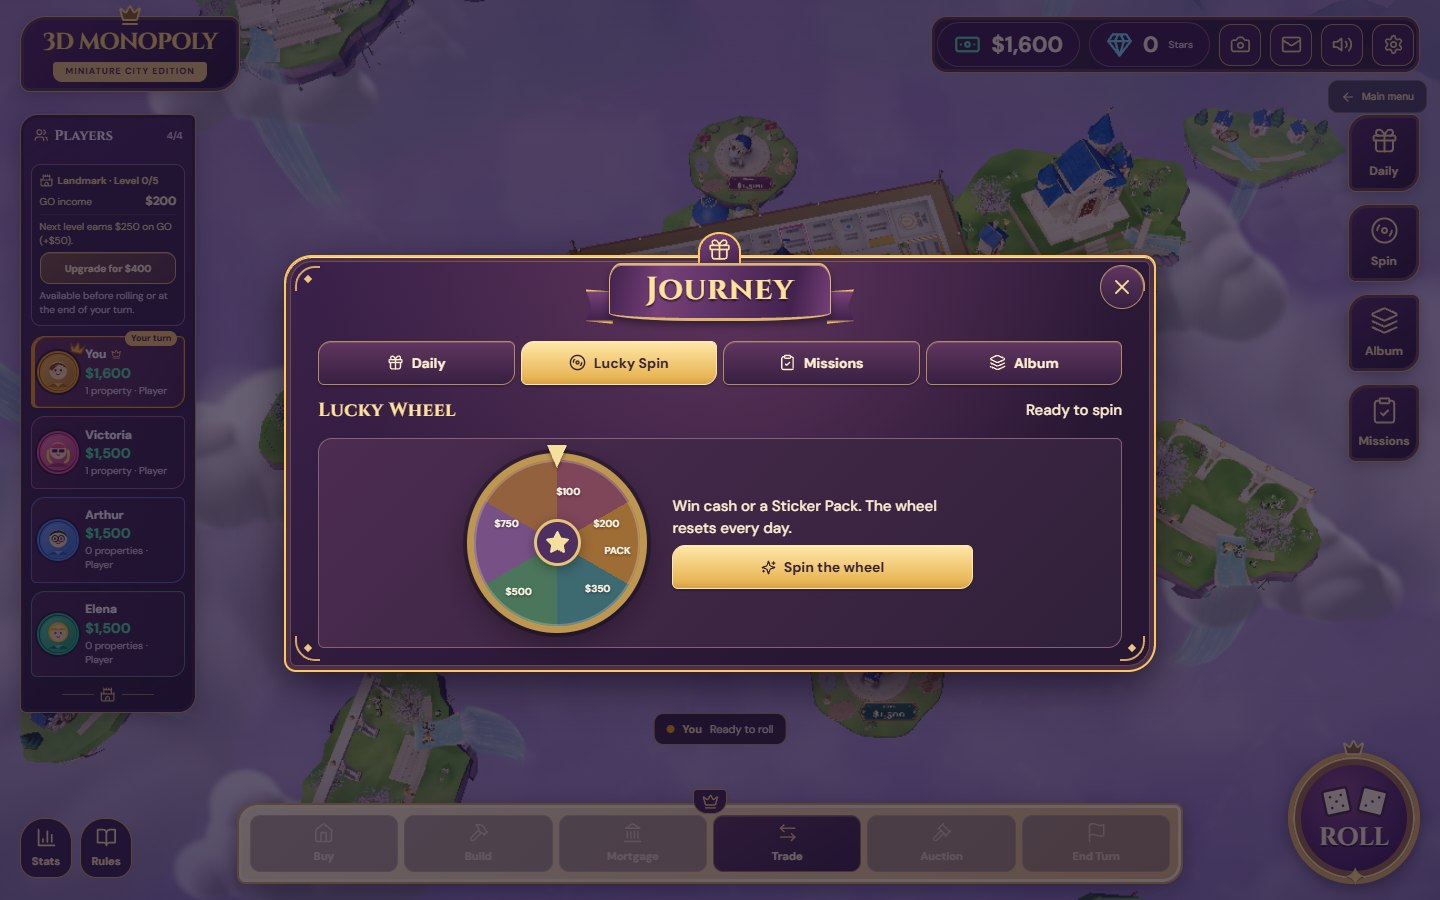 3D MONOPOLY
MINIATURE CITY EDITION
$1,600
0 Stars
Main menu
PLAYERS 4/4
Landmark · Level 0/5
GO income $200
Next level earns $250 on GO
(+$50).
Upgrade for $400
Available before rolling or at
the end of your turn.
Your turn
You
$1,600
1 property · Player
Victoria
$1,500
1 property · Player
Arthur
$1,500
0 properties ·
Player
Elena
$1,500
0 properties ·
Player
Daily
Spin
Album
Missions
JOURNEY
Daily
Lucky Spin
Missions
Album
LUCKY WHEEL
Ready to spin
$100
$750
$200
PACK
$500
$350
Win cash or a Sticker Pack. The wheel
resets every day.
Spin the wheel
$1,500
You Ready to roll
Stats
Rules
Buy
Build
Mortgage
Trade
Auction
End Turn
ROLL